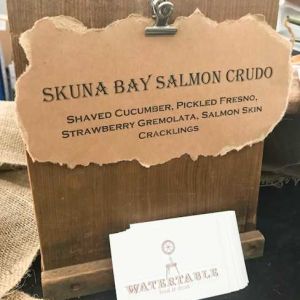 SKUNA BAY SALMON CRUDO
SHAVED CUCUMBER, PICKLED FRESNO,
STRAWBERRY GREMOLATA, SALMON SKIN
CRACKLINGS
WATERTABLE